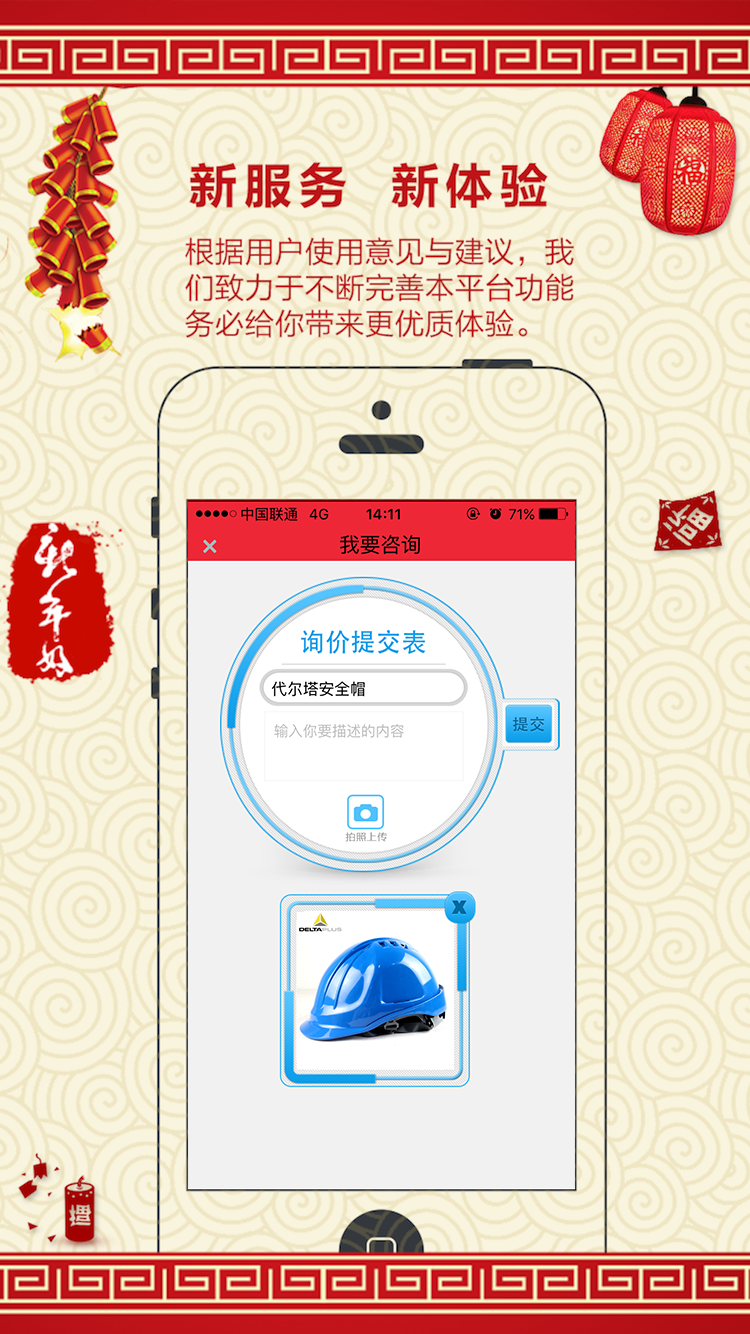 福
新服务 新体验
根据用户使用意见与建议，我
们致力于不断完善本平台功能
务必给你带来更优质体验。
中国联通 4G 14:11 71%
我要咨询
福
新年好
询价提交表
代尔塔安全帽
提交
输入你要描述的内容
拍照上传
X
DELTAPLUS